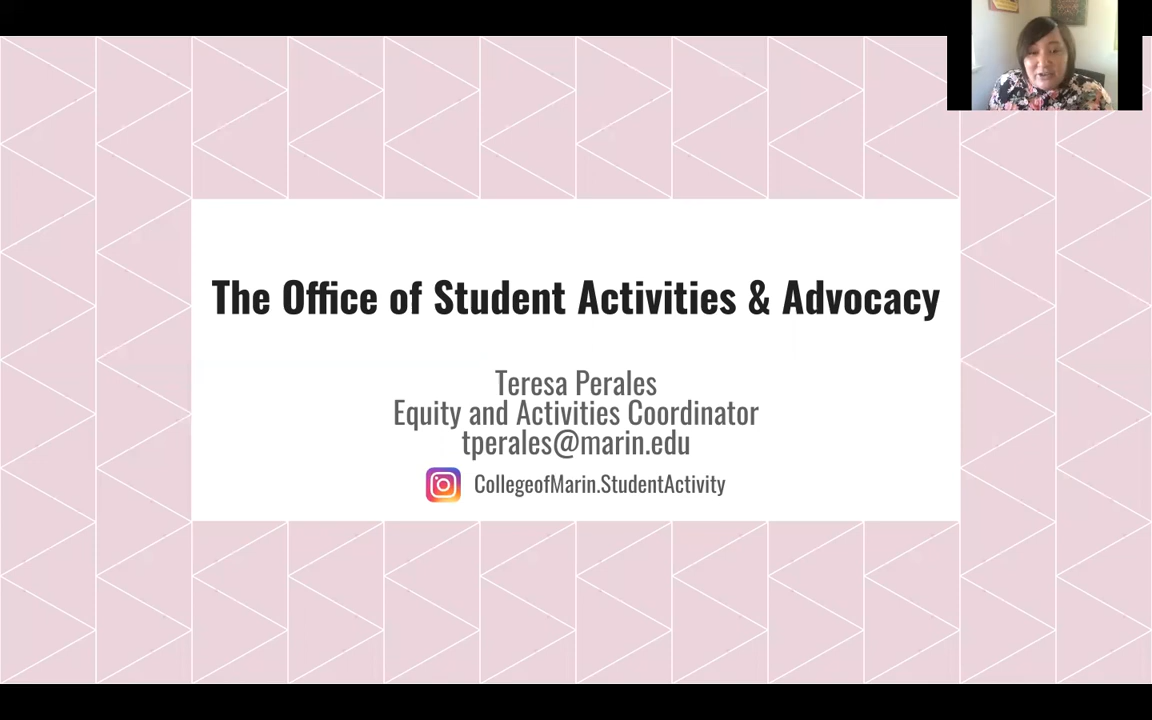 The Office of Student Activities & Advocacy
Teresa Perales
Equity and Activities Coordinator
tperales@marin.edu
CollegeofMarin.StudentActivity